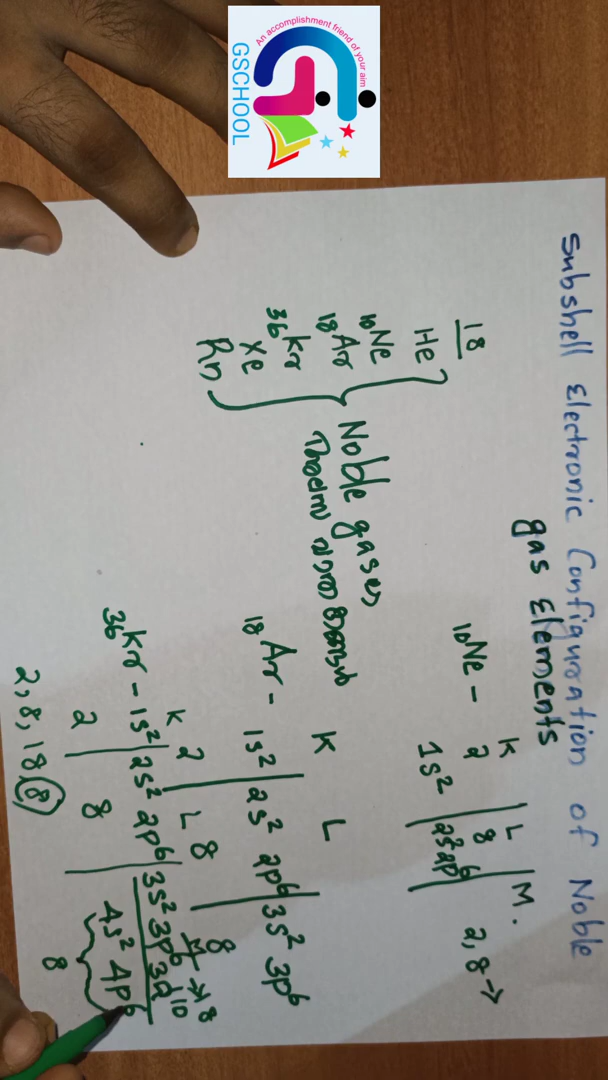 An accomplishment friend of your aim
GSCHOOL
Subshell Electronic Configuration of Noble
gas Elements
18
He
10Ne
18Ar
36Kr
Xe
Rn
Noble gases
10Ne - K | L | M.
2 | 8
1s² | 2s² 2p⁶
2, 8 →
18Ar - K L
1s² | 2s² 2p⁶ | 3s² 3p⁶
2 8 8
K L M → 18
36Kr - 1s² | 2s² 2p⁶ | 3s² 3p⁶ 3d¹⁰
4s² 4p⁶
2 | 8 | 8
2, 8, 18, 8